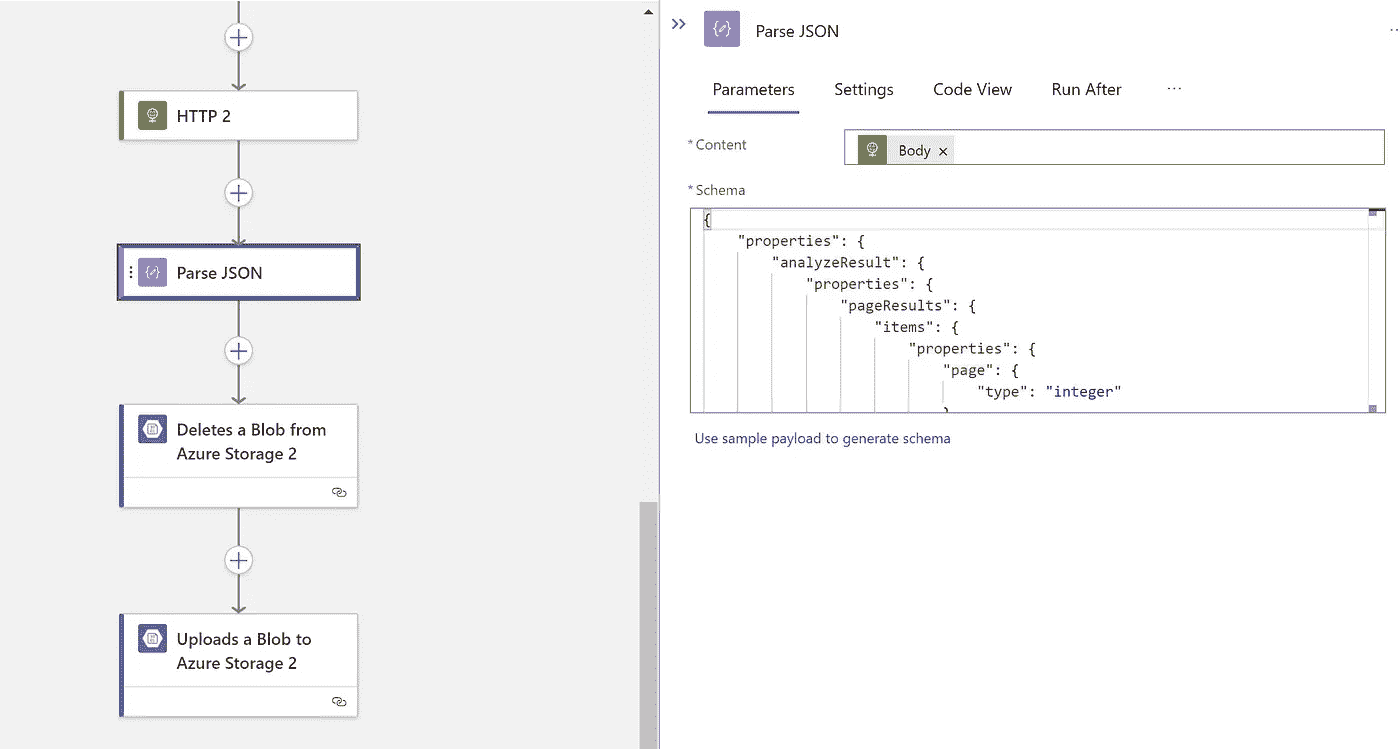 HTTP 2
Parse JSON
Deletes a Blob from
Azure Storage 2
Uploads a Blob to
Azure Storage 2
Parse JSON
Parameters Settings Code View Run After ...
* Content
Body ×
* Schema
{
"properties": {
"analyzeResult": {
"properties": {
"pageResults": {
"items": {
"properties": {
"page": {
"type": "integer"
}
Use sample payload to generate schema